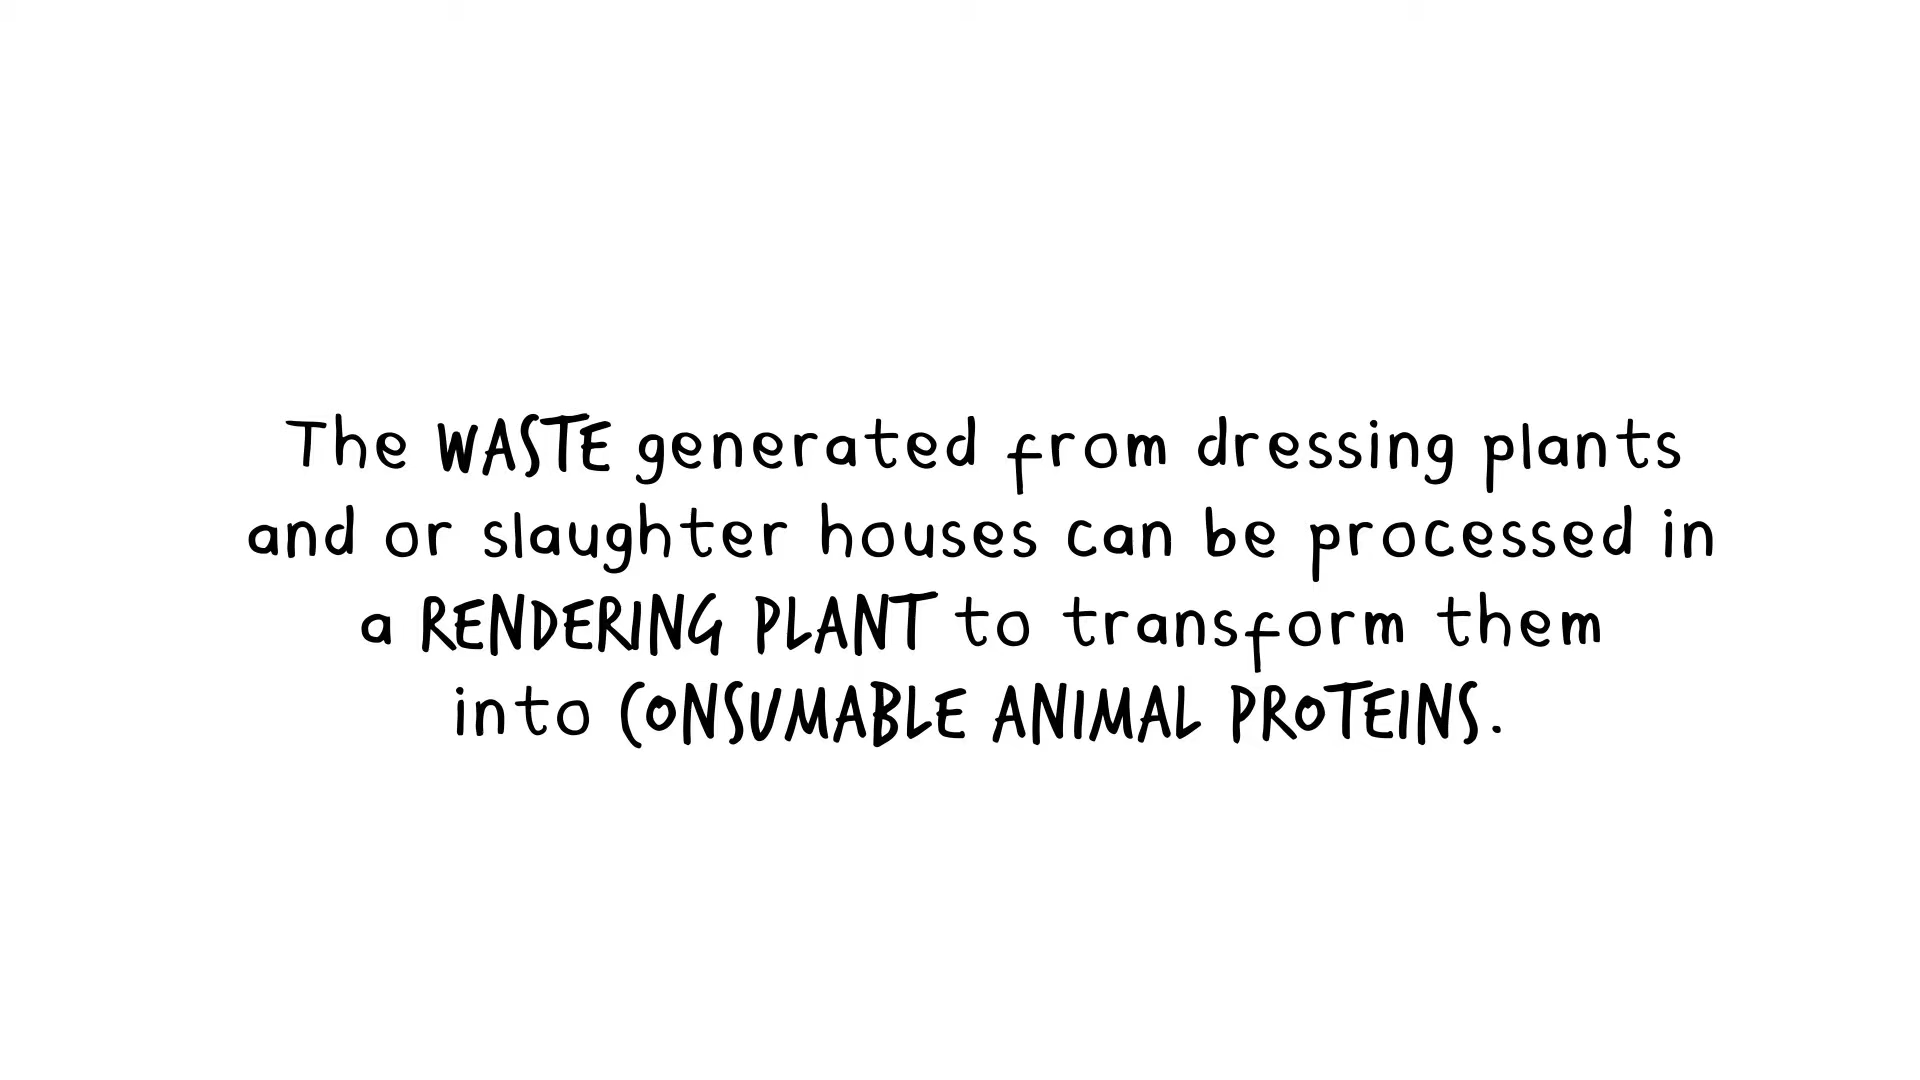 The WASTE generated from dressing plants
and or slaughter houses can be processed in
a RENDERING PLANT to transform them
into CONSUMABLE ANIMAL PROTEINS.